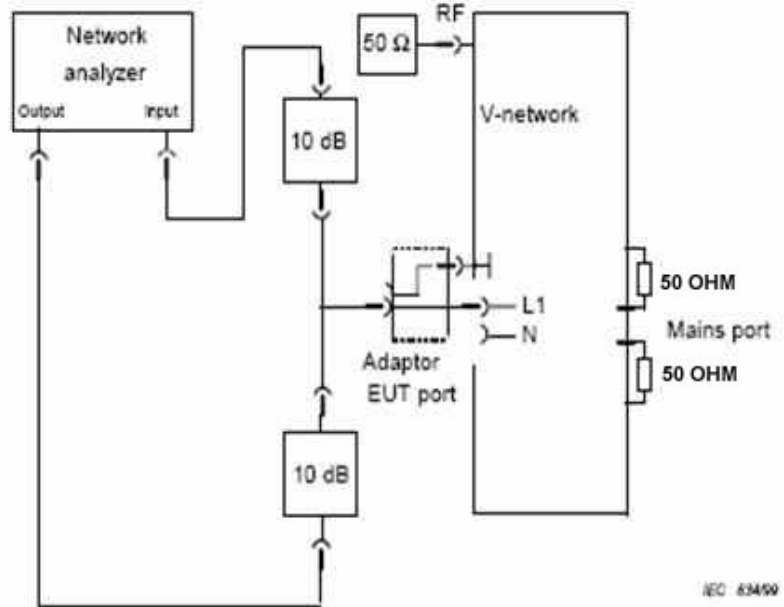 Network
analyzer
Output
Input
10 dB
50 Ω
RF
V-network
L1
N
Adaptor
EUT port
50 OHM
Mains port
50 OHM
10 dB
IEC 834/99